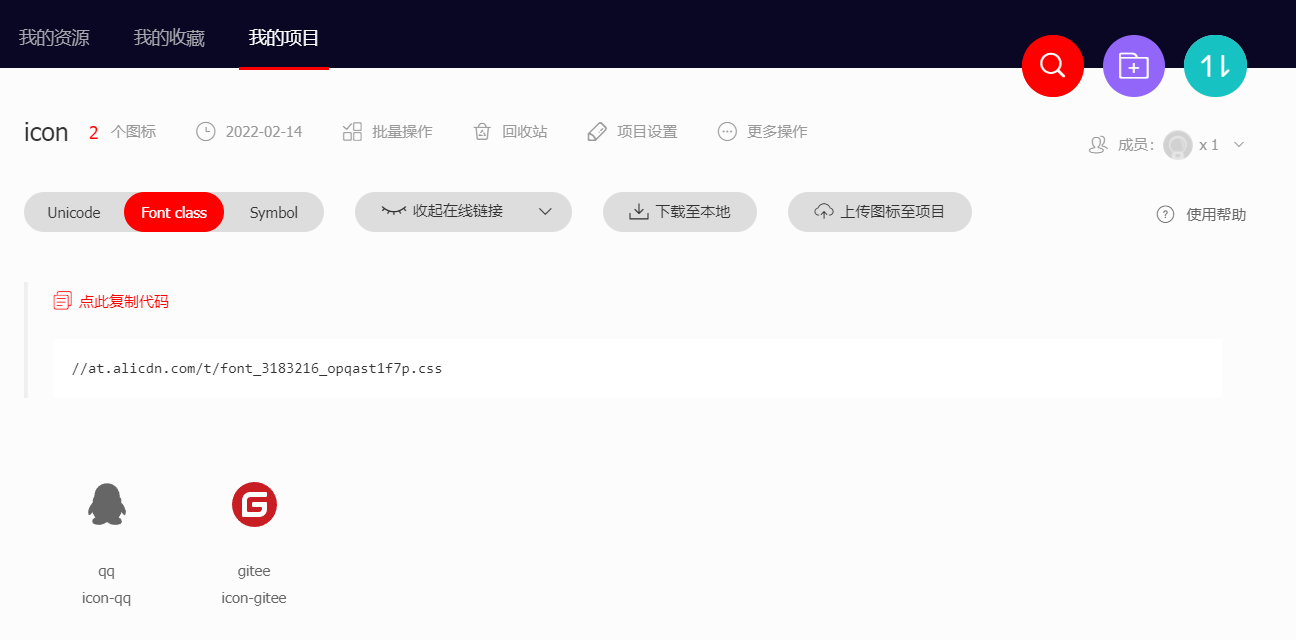 我的资源 我的收藏 我的项目
icon 2 个图标 2022-02-14 批量操作 回收站 项目设置 更多操作
成员： x 1
Unicode Font class Symbol 收起在线链接 下载至本地 上传图标至项目 使用帮助
点此复制代码
//at.alicdn.com/t/font_3183216_opqast1f7p.css
qq gitee
icon-qq icon-gitee